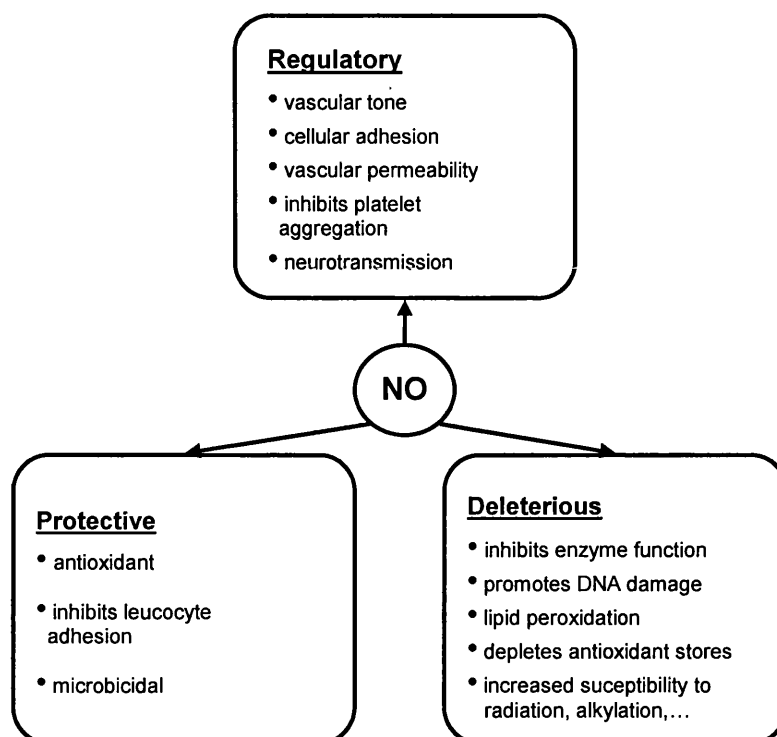 Regulatory
• vascular tone
• cellular adhesion
• vascular permeability
• inhibits platelet
aggregation
• neurotransmission
NO
Protective
• antioxidant
• inhibits leucocyte
adhesion
• microbicidal
Deleterious
• inhibits enzyme function
• promotes DNA damage
• lipid peroxidation
• depletes antioxidant stores
• increased suceptibility to
radiation, alkylation,...